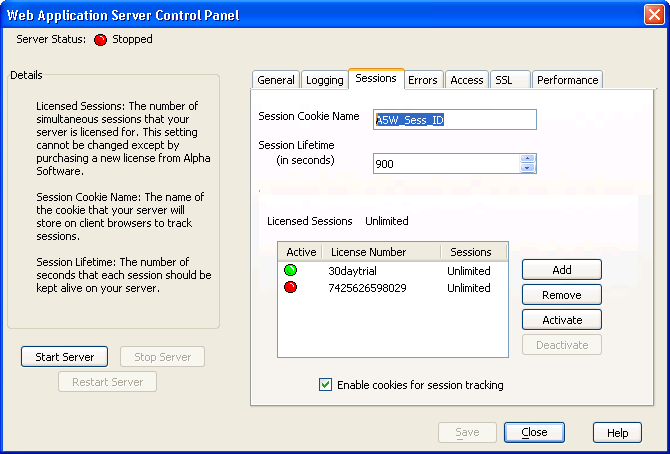 Web Application Server Control Panel
Server Status: Stopped
Details
Licensed Sessions: The number of
simultaneous sessions that your
server is licensed for. This setting
cannot be changed except by
purchasing a new license from Alpha
Software.
Session Cookie Name: The name of
the cookie that your server will
store on client browsers to track
sessions.
Session Lifetime: The number of
seconds that each session should be
kept alive on your server.
Start Server Stop Server
Restart Server
General Logging Sessions Errors Access SSL Performance
Session Cookie Name A5W_Sess_ID
Session Lifetime
(in seconds) 900
Licensed Sessions Unlimited
Active License Number Sessions
30daytrial Unlimited
7425626598029 Unlimited
Add
Remove
Activate
Deactivate
Enable cookies for session tracking
Save Close Help